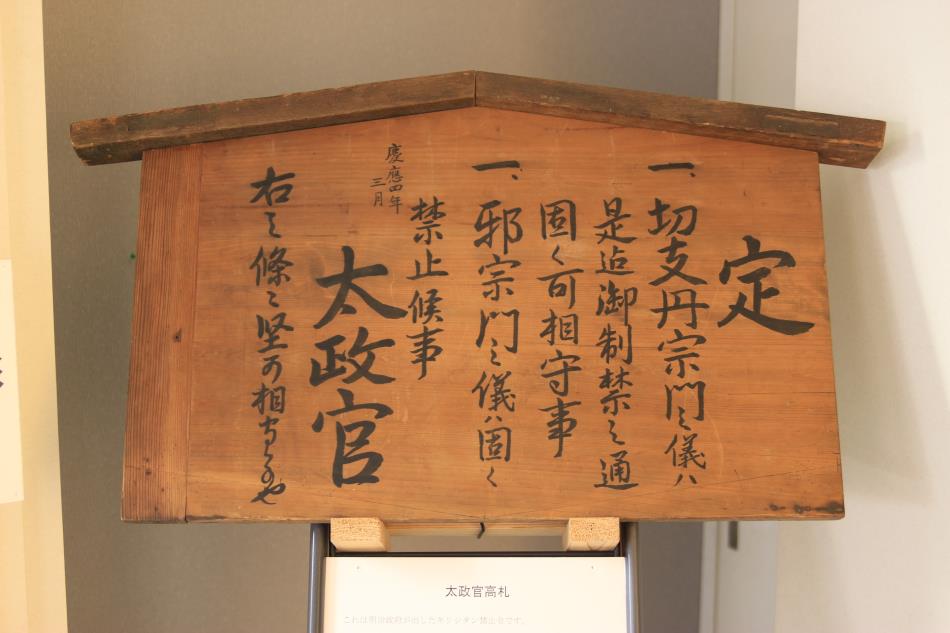 定
一、切支丹宗門之儀ハ
是迠御制禁之通
固く可相守事
一、邪宗門之儀ハ固く
禁止候事
慶應四年
三月
太政官
右之條々堅可相守もの也
太政官高札
これは明治政府が出したキリシタン禁止令です。